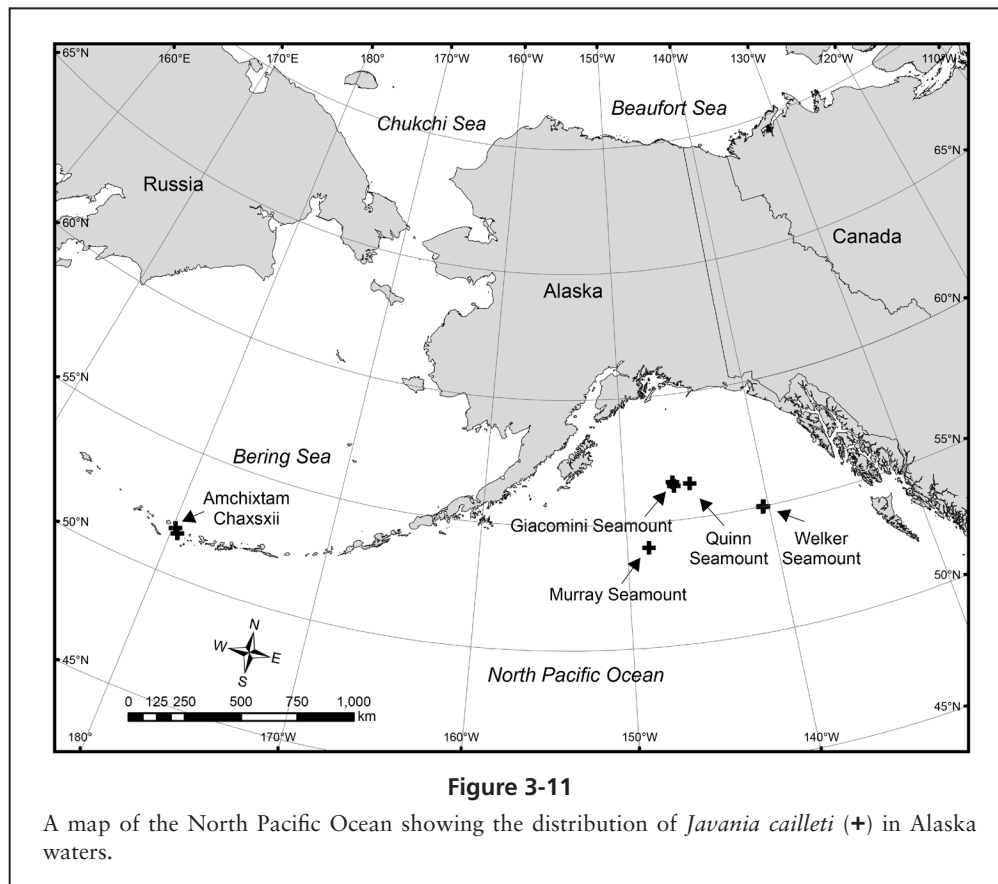 65°N
160°E 170°E 180° 170°W 160°W 150°W 140°W 130°W 120°W 110°W
Chukchi Sea
Beaufort Sea
65°N
Russia
60°N
Canada
Alaska
60°N
55°N
55°N
Bering Sea
Amchixtam
Chaxsxii
50°N
Giacomini Seamount
Quinn
Seamount
Welker
Seamount
50°N
Murray Seamount
N
W
E
S
45°N
North Pacific Ocean
0 125 250 500 750 1,000
km
45°N
180° 170°W 160°W 150°W 140°W
Figure 3-11
A map of the North Pacific Ocean showing the distribution of Javania cailleti (+) in Alaska
waters.